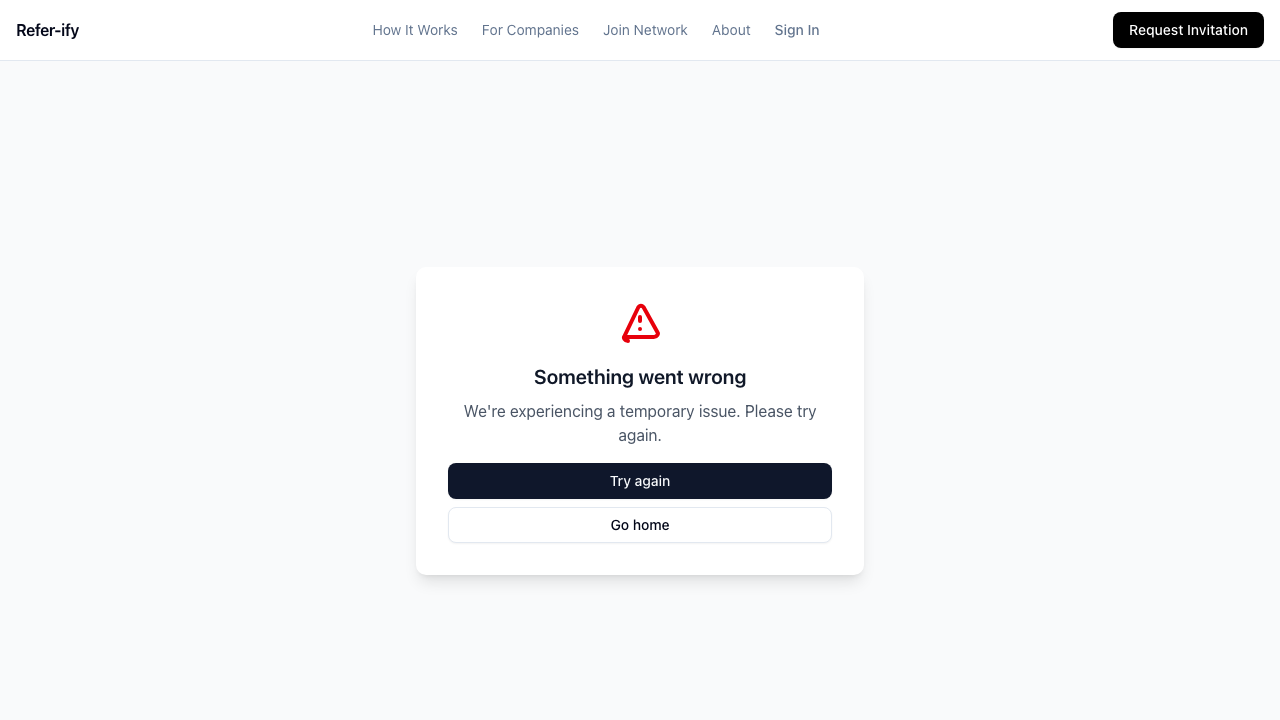 Refer-ify
How It Works
For Companies
Join Network
About
Sign In
Request Invitation
Something went wrong
We're experiencing a temporary issue. Please try
again.
Try again
Go home